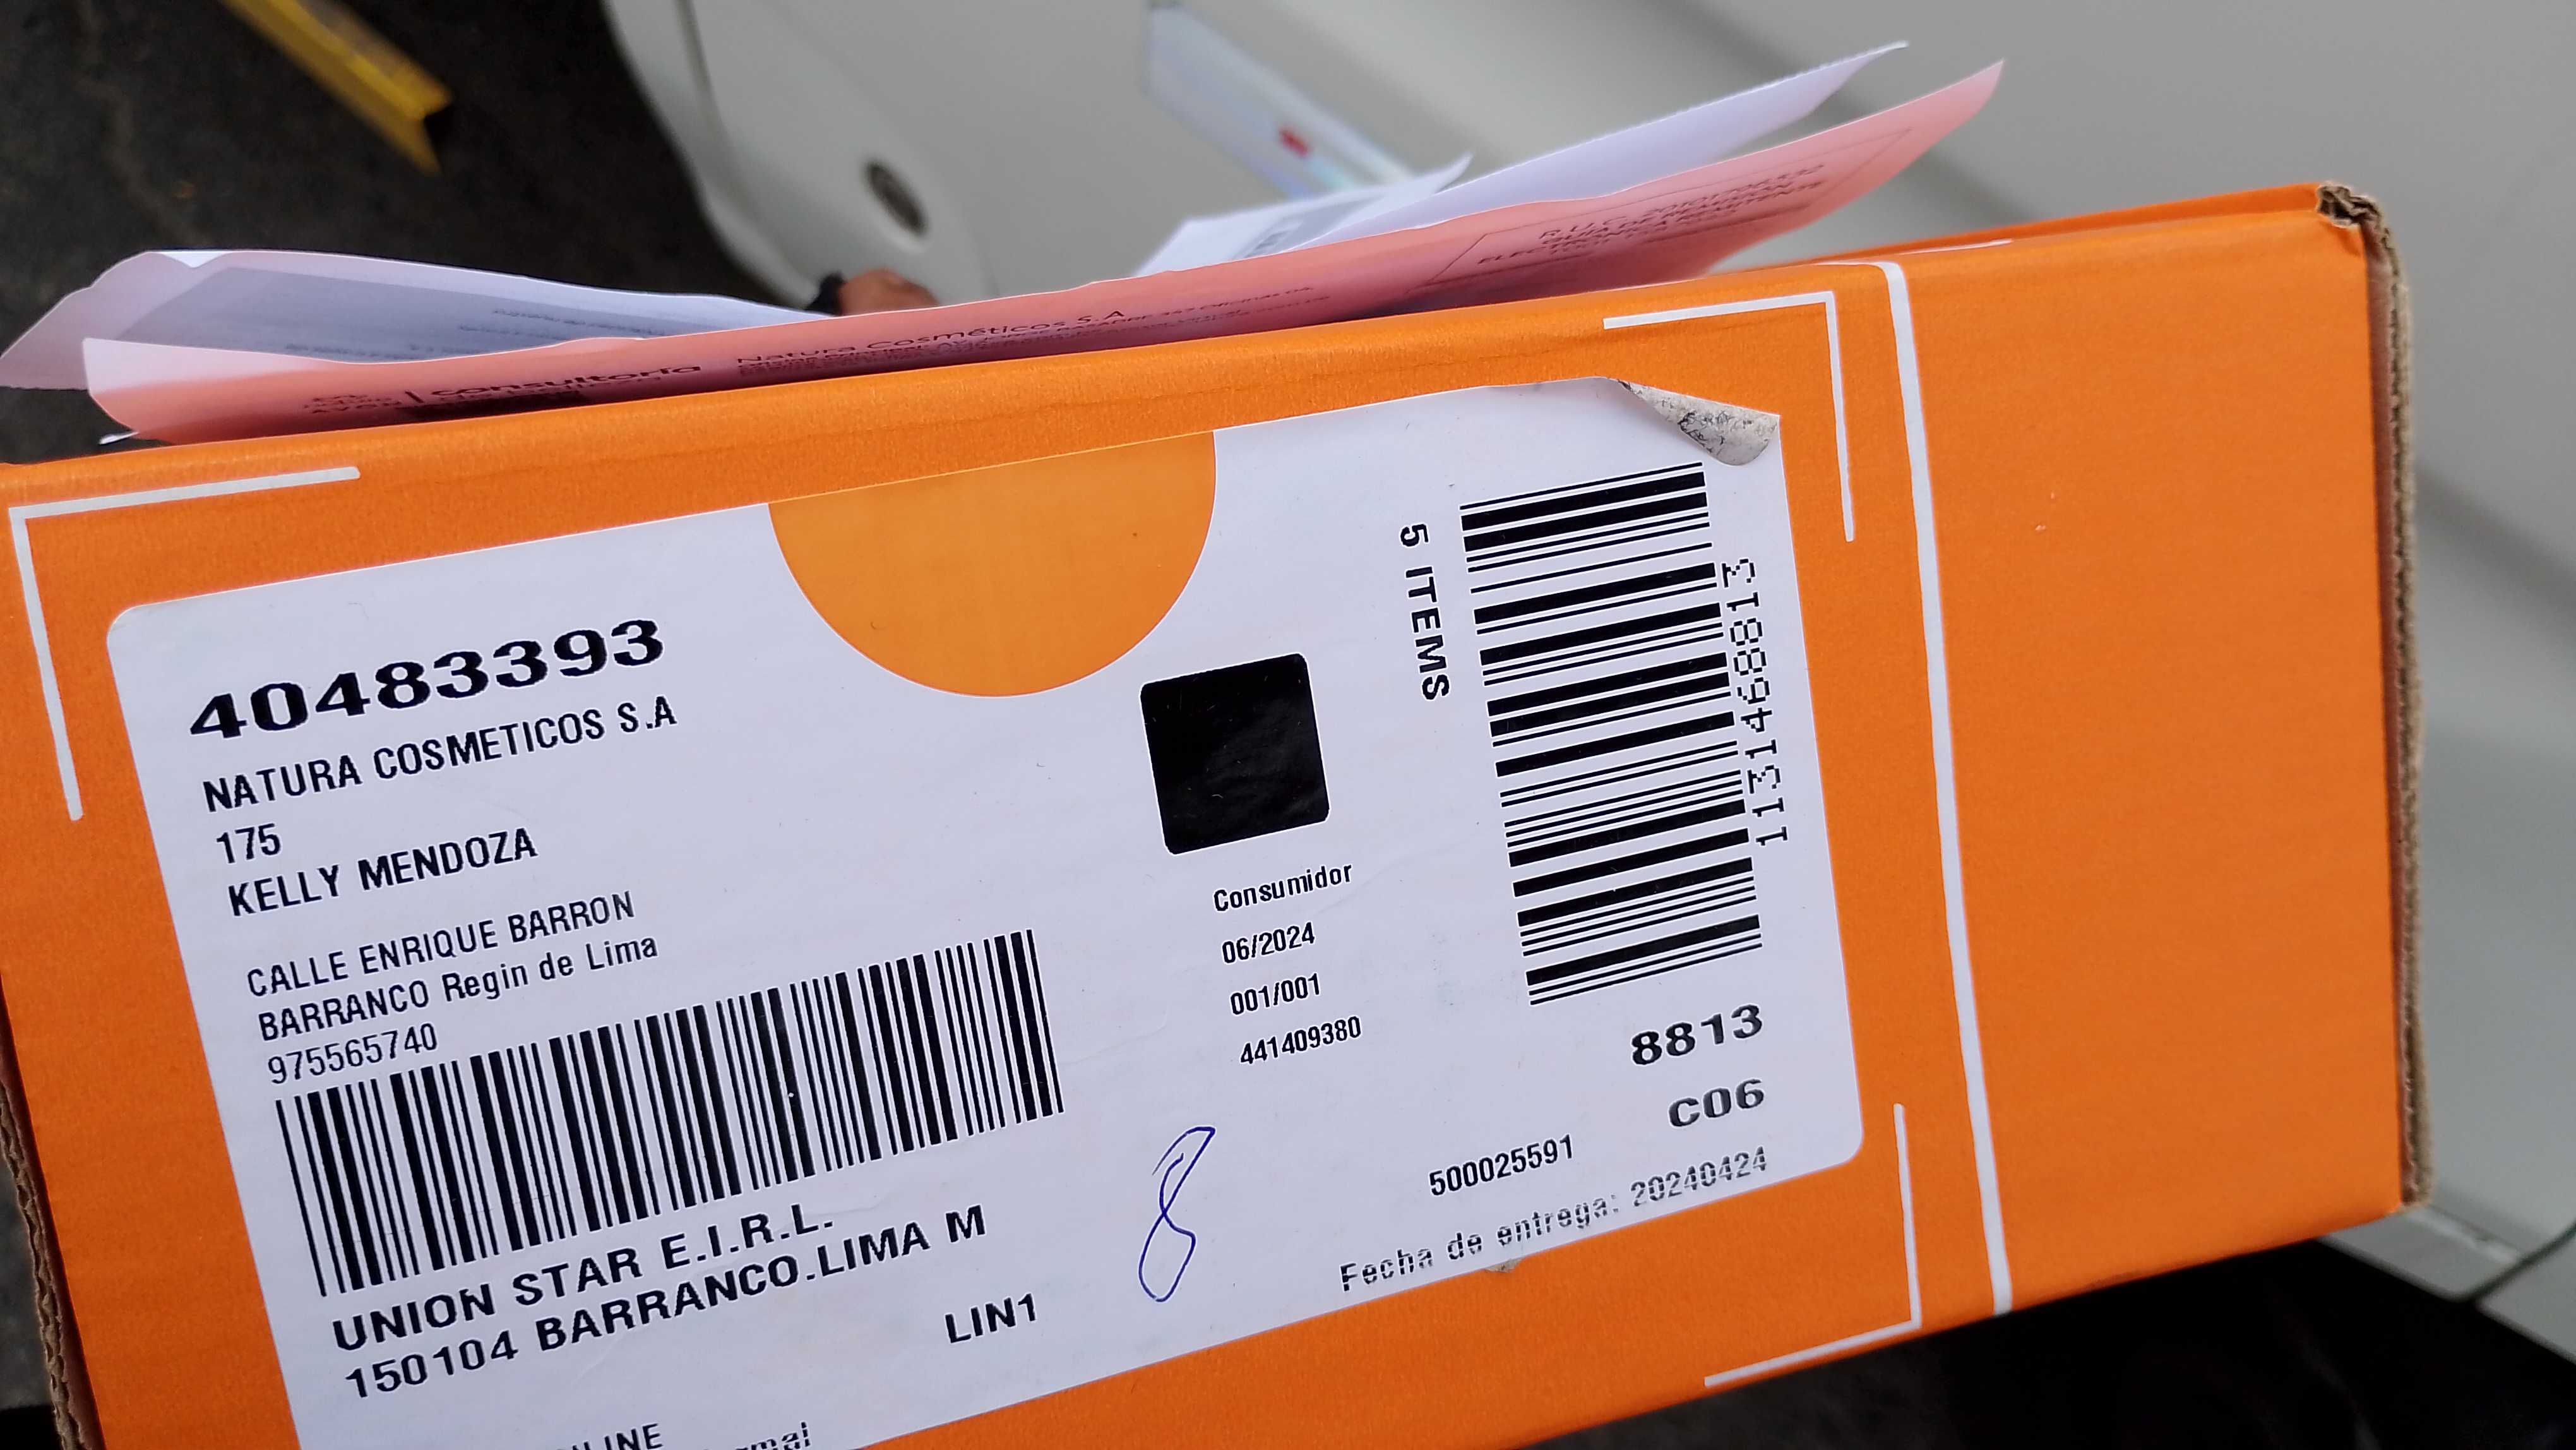 Natura Cosméticos S.A
consultoría
40483393
NATURA COSMETICOS S.A
175
KELLY MENDOZA
CALLE ENRIQUE BARRON
BARRANCO Regin de Lima
975565740
UNION STAR E.I.R.L.
150104 BARRANCO.LIMA M
LIN1
8
5 ITEMS
1131468813
Consumidor
06/2024
001/001
441409380
8813
C06
500025591
Fecha de entrega: 20240424